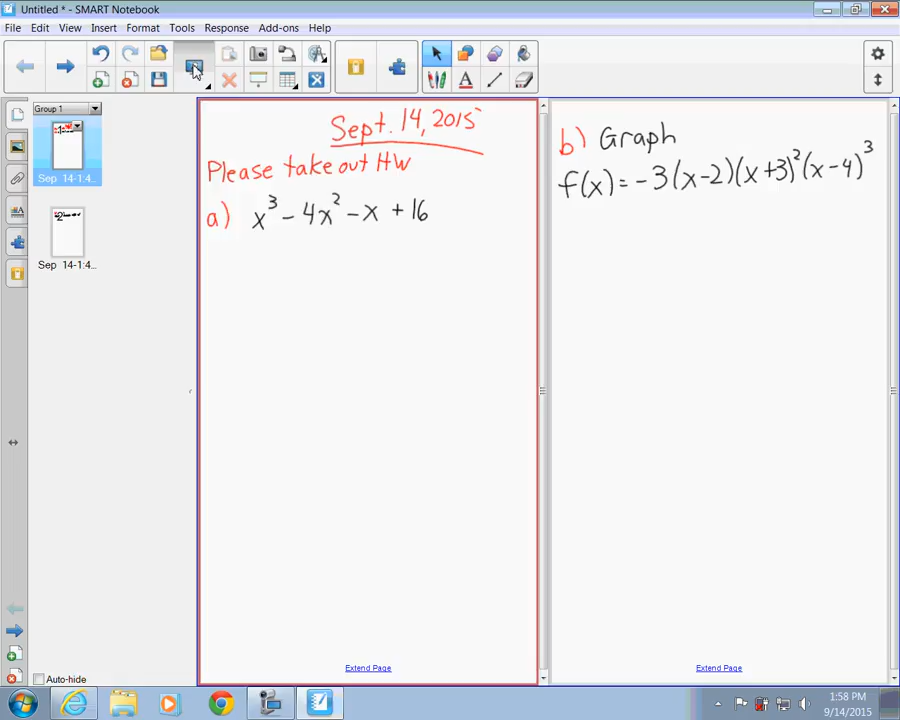 Untitled * - SMART Notebook
File Edit View Insert Format Tools Response Add-ons Help
Group 1
Sep 14-1:4...
Sep 14-1:4...
Auto-hide
Sept. 14, 2015
Please take out HW
a) x³ - 4x² - x + 16
Extend Page
b) Graph
f(x) = -3(x-2)(x+3)²(x-4)³
Extend Page
1:58 PM
9/14/2015